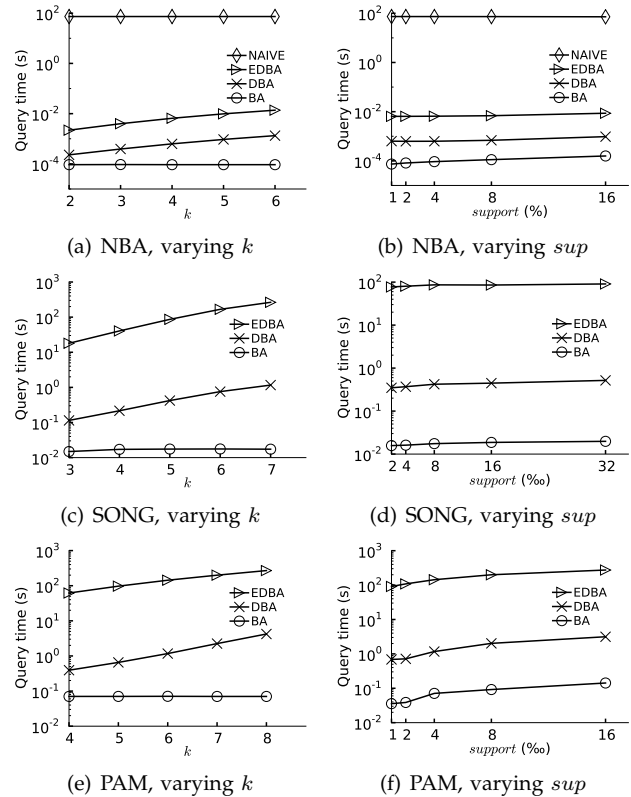 10^2
10^0
10^-2
10^-4
Query time (s)
NAIVE
EDBA
DBA
BA
2 3 4 5 6
k
(a) NBA, varying k
10^2
10^0
10^-2
10^-4
Query time (s)
NAIVE
EDBA
DBA
BA
1 2 4 8 16
support (%)
(b) NBA, varying sup
10^3
10^2
10^1
10^0
10^-1
10^-2
Query time (s)
EDBA
DBA
BA
3 4 5 6 7
k
(c) SONG, varying k
10^2
10^0
10^-1
10^-2
Query time (s)
EDBA
DBA
BA
2 4 8 16 32
support (‰)
(d) SONG, varying sup
10^3
10^2
10^1
10^0
10^-1
10^-2
Query time (s)
EDBA
DBA
BA
4 5 6 7 8
k
(e) PAM, varying k
10^3
10^2
10^1
10^0
10^-1
10^-2
Query time (s)
EDBA
DBA
BA
1 2 4 8 16
support (‰)
(f) PAM, varying sup